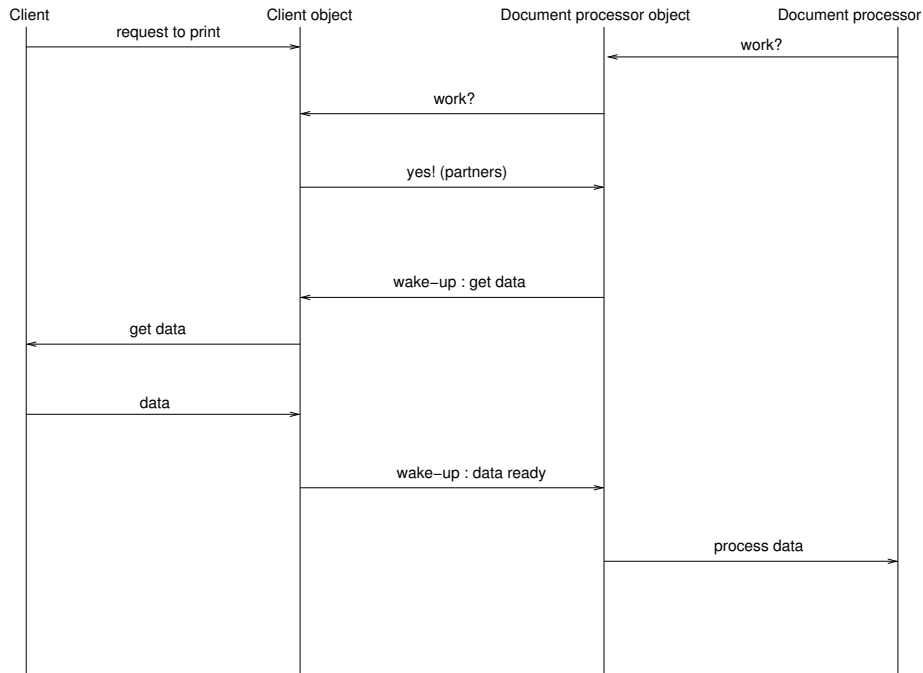 Client
Client object
Document processor object
Document processor
request to print
work?
work?
yes! (partners)
wake−up : get data
get data
data
wake−up : data ready
process data